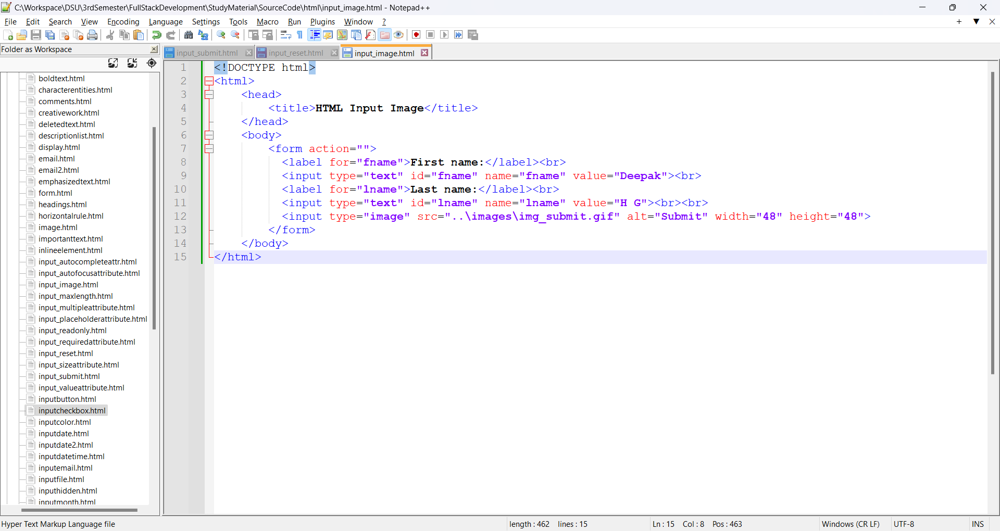 C:\Workspace\DSU\3rdSemester\FullStackDevelopment\StudyMaterial\SourceCode\html\input_image.html - Notepad++
File Edit Search View Encoding Language Settings Tools Macro Run Plugins Window ?
Folder as Workspace
input_submit.html input_reset.html input_image.html
boldtext.html
characterentities.html
comments.html
creativework.html
deletedtext.html
descriptionlist.html
display.html
email.html
email2.html
emphasizedtext.html
form.html
headings.html
horizontalrule.html
image.html
importanttext.html
inlineelement.html
input_autocompleteattr.html
input_autofocusattribute.html
input_image.html
input_maxlength.html
input_multipleattribute.html
input_placeholderattribute.html
input_readonly.html
input_requiredattribute.html
input_reset.html
input_sizeattribute.html
input_submit.html
input_valueattribute.html
inputbutton.html
inputcheckbox.html
inputcolor.html
inputdate.html
inputdate2.html
inputdatetime.html
inputemail.html
inputfile.html
inputhidden.html
inputmonth.html
1 <!DOCTYPE html>
2 <html>
3 <head>
4 <title>HTML Input Image</title>
5 </head>
6 <body>
7 <form action="">
8 <label for="fname">First name:</label><br>
9 <input type="text" id="fname" name="fname" value="Deepak"><br>
10 <label for="lname">Last name:</label><br>
11 <input type="text" id="lname" name="lname" value="H G"><br><br>
12 <input type="image" src="..\images\img_submit.gif" alt="Submit" width="48" height="48">
13 </form>
14 </body>
15 </html>
Hyper Text Markup Language file length : 462 lines : 15 Ln : 15 Col : 8 Pos : 463 Windows (CR LF) UTF-8 INS